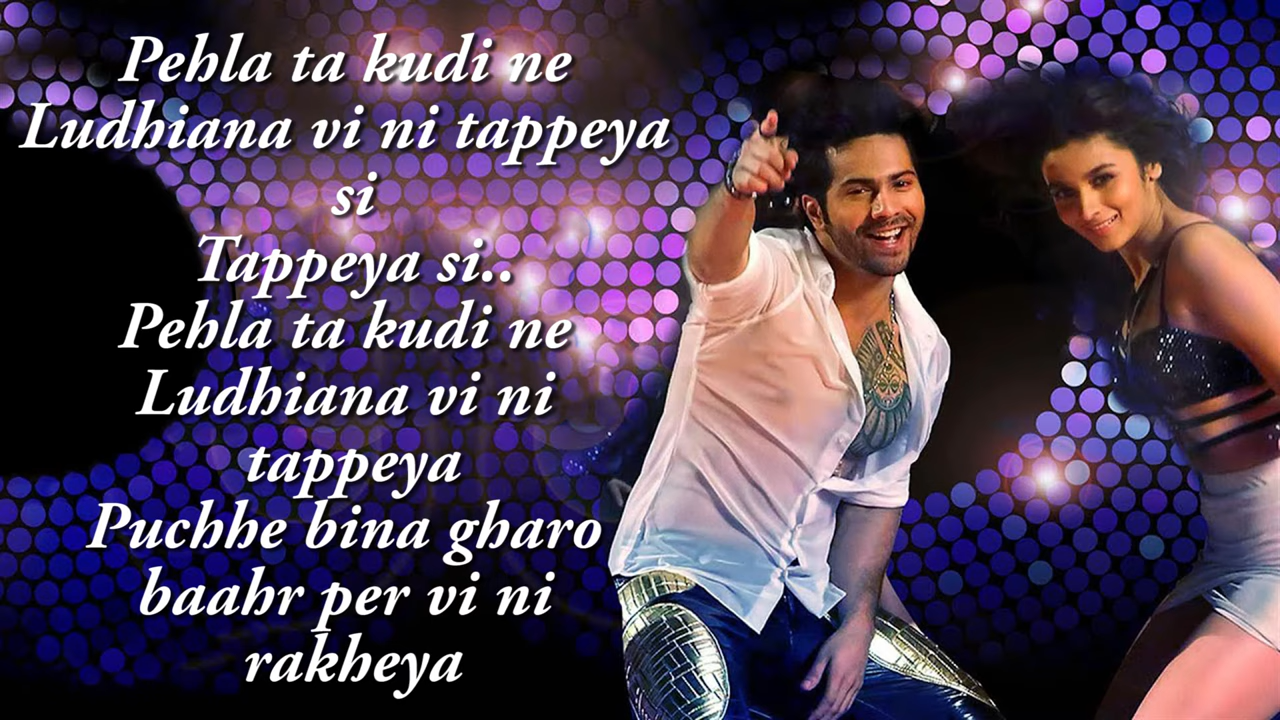 Pehla ta kudi ne
Ludhiana vi ni tappeya
si
Tappeya si..
Pehla ta kudi ne
Ludhiana vi ni
tappeya
Puchhe bina gharo
baahr per vi ni
rakheya